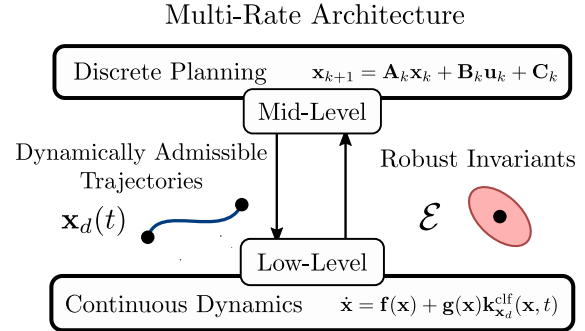 Multi-Rate Architecture
Discrete Planning x_{k+1} = A_k x_k + B_k u_k + C_k
Mid-Level
Dynamically Admissible
Trajectories
x_d(t)
Robust Invariants
ℰ
Low-Level
Continuous Dynamics ẋ = f(x) + g(x)k^{clf}_{x_d}(x, t)